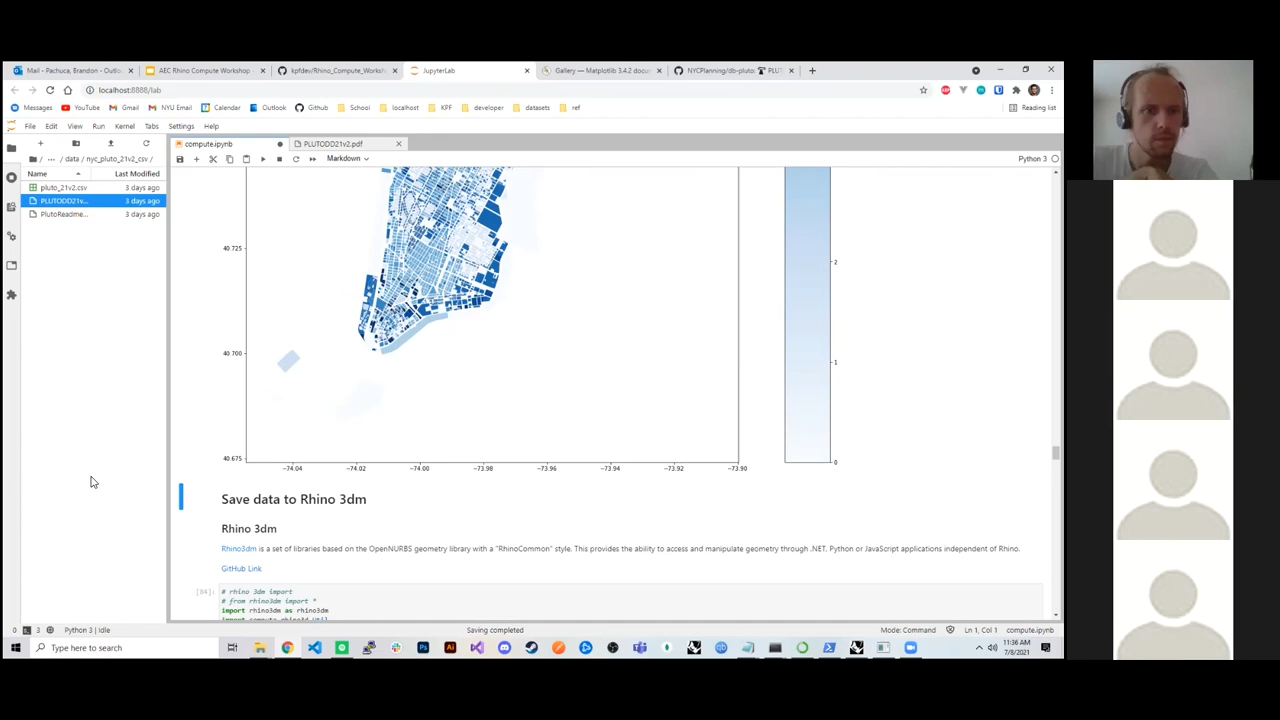 Mail - Pachuca, Brandon - Outlo
AEC Rhino Compute Workshop
kpfdev/Rhino_Compute_Worksh
JupyterLab
Gallery — Matplotlib 3.4.2 docu
NYCPlanning/db-pluto:
PLUT
localhost:8888/lab
Messages
YouTube
Gmail
NYU Email
Calendar
Outlook
Github
School
localhost
KPF
developer
datasets
ref
Reading list
File Edit View Run Kernel Tabs Settings Help
compute.ipynb
PLUTODD21v2.pdf
/ ... / data / nyc_pluto_21v2_csv /
Markdown
Python 3
Name
Last Modified
pluto_21v2.csv
3 days ago
PLUTODD21v...
3 days ago
PlutoReadme...
3 days ago
40.725
40.700
40.675
−74.04 −74.02 −74.00 −73.98 −73.96 −73.94 −73.92 −73.90
2
1
0
Save data to Rhino 3dm
Rhino 3dm
Rhino3dm is a set of libraries based on the OpenNURBS geometry library with a "RhinoCommon" style. This provides the ability to access and manipulate geometry through .NET, Python or JavaScript applications independent of Rhino.
GitHub Link
[84]:
# rhino 3dm import
# from rhino3dm import *
import rhino3dm as rhino3dm
0
3
Python 3 | Idle
Saving completed
Mode: Command
Ln 1, Col 1
compute.ipynb
Type here to search
11:36 AM
7/8/2021